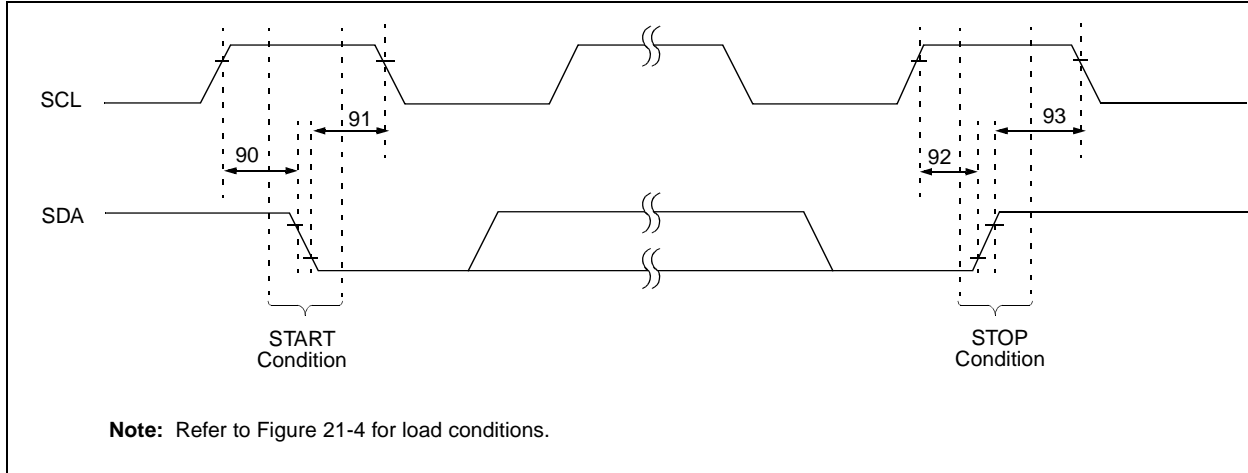 SCL
91
93
90
92
SDA
START
Condition
STOP
Condition
Note: Refer to Figure 21-4 for load conditions.